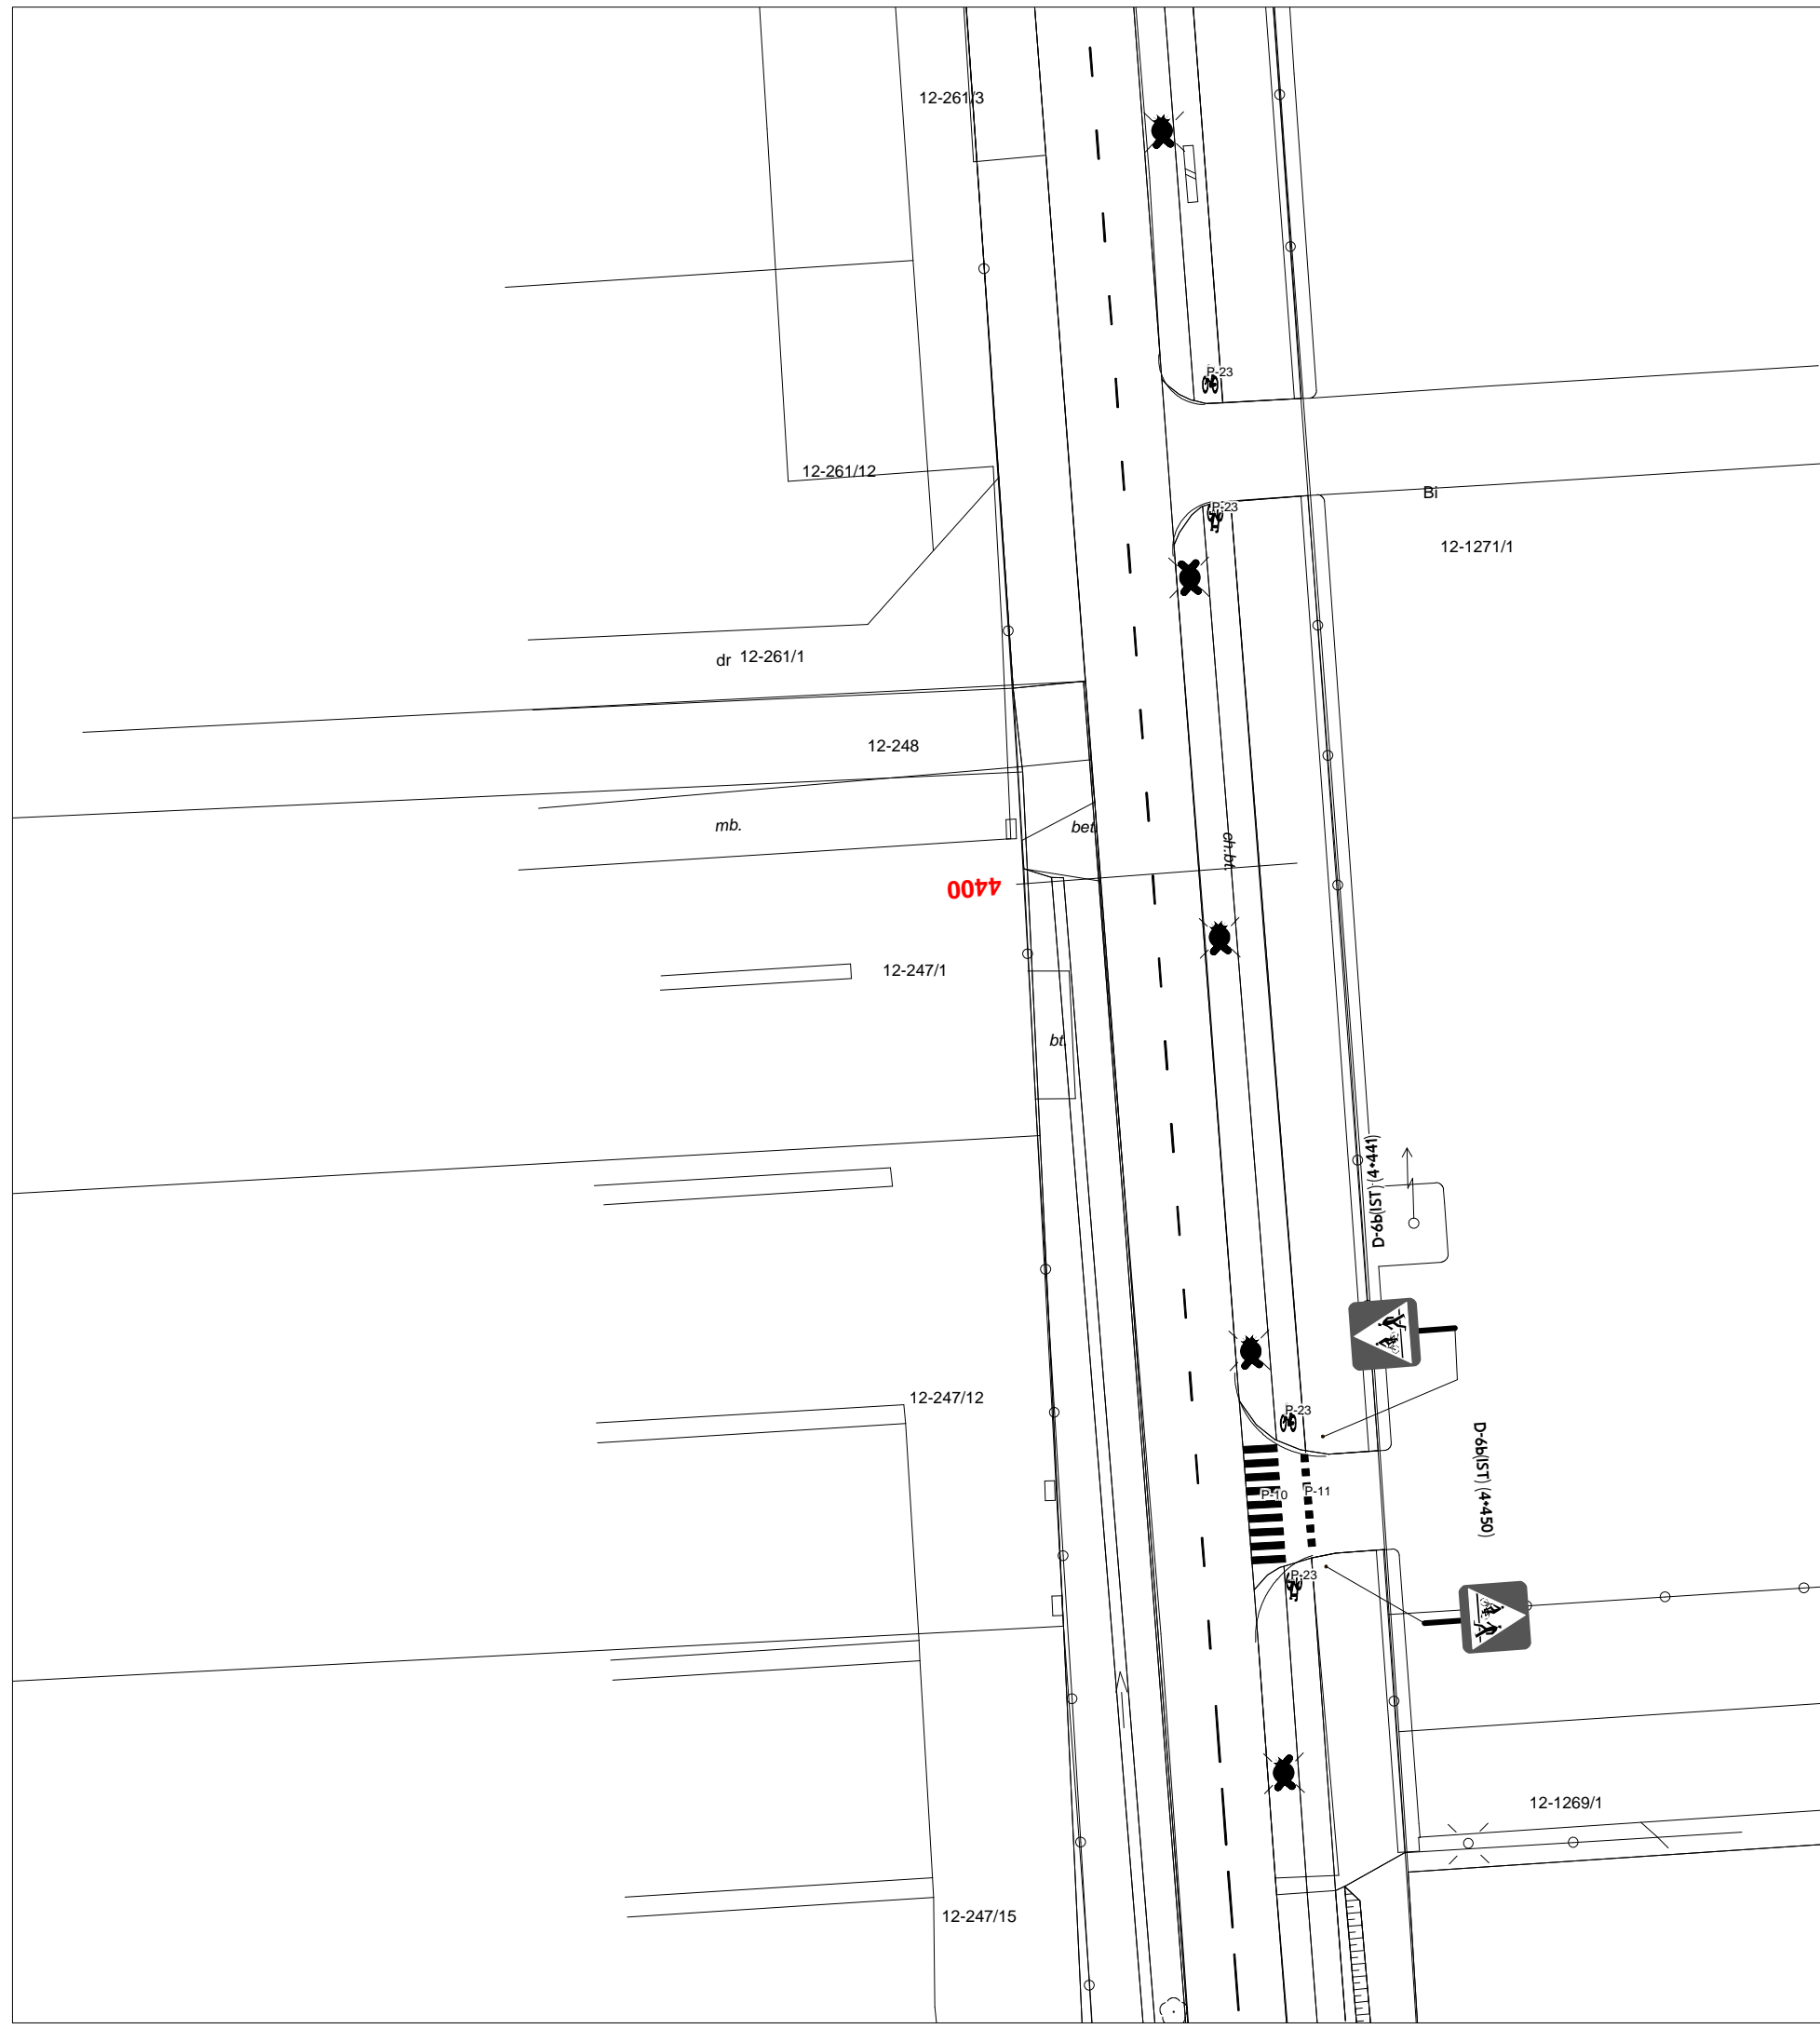 12-261/3
P-23
12-261/12
Bi
P-23
12-1271/1
dr 12-261/1
12-248
mb.
bet.
ch.bt.
4400
12-247/1
bt.
D-6b(IST) (4+441)
12-247/12
P-23
D-6b(IST) (4+450)
P-10
P-11
P-23
12-1269/1
12-247/15